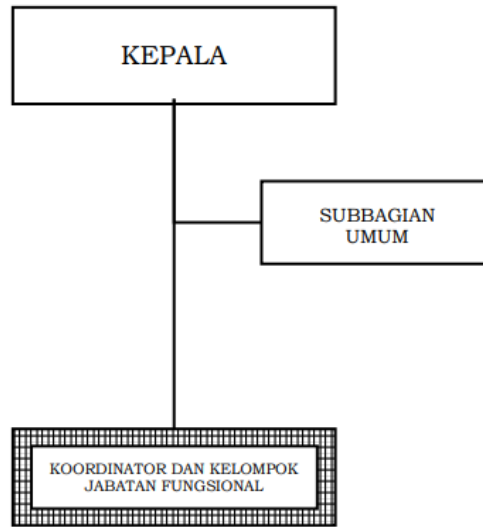 KEPALA
SUBBAGIAN
UMUM
KOORDINATOR DAN KELOMPOK
JABATAN FUNGSIONAL